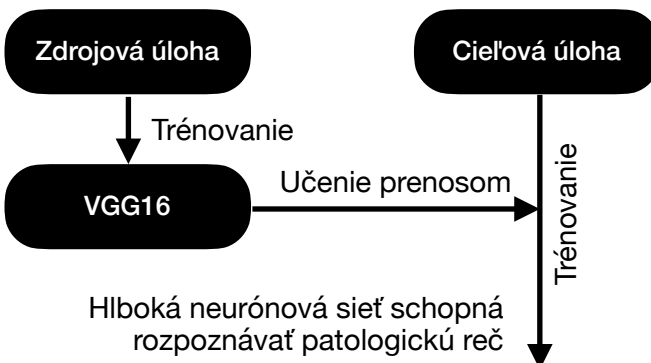 Zdrojová úloha
Cieľová úloha
Trénovanie
VGG16
Učenie prenosom
Trénovanie
Hlboká neurónová sieť schopná
rozpoznávať patologickú reč